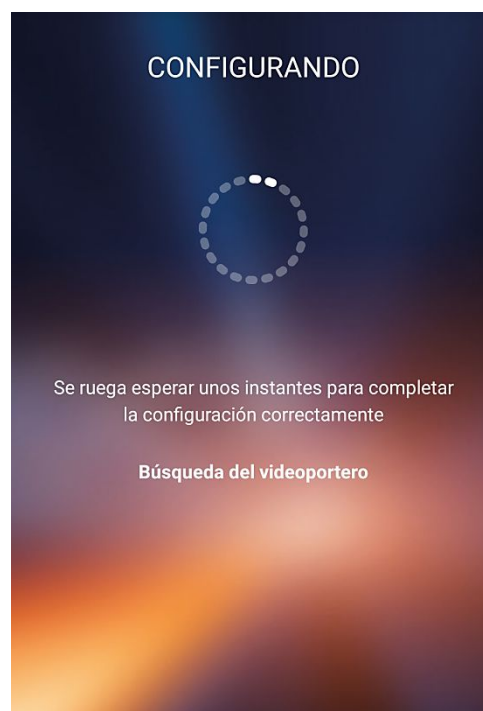 CONFIGURANDO
Se ruega esperar unos instantes para completar
la configuración correctamente
Búsqueda del videoportero